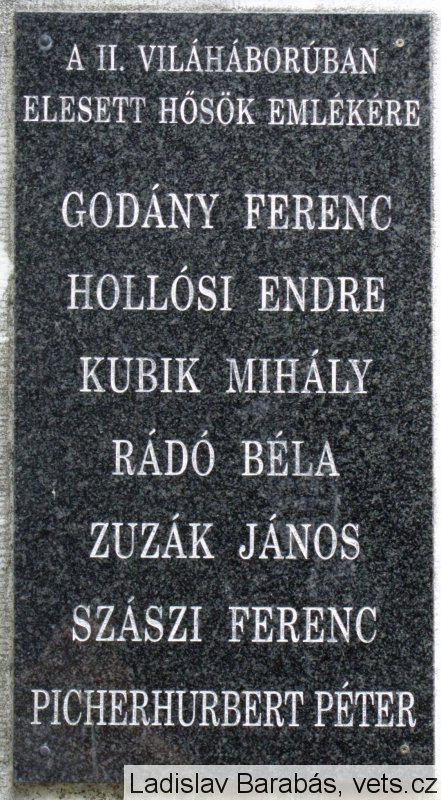 A II. VILÁHÁBORÚBAN
ELESETT HŐSÖK EMLÉKÉRE
GODÁNY FERENC
HOLLÓSI ENDRE
KUBIK MIHÁLY
RÁDÓ BÉLA
ZUZÁK JÁNOS
SZÁSZI FERENC
PICHERHURBERT PÉTER
Ladislav Barabás, vets.cz